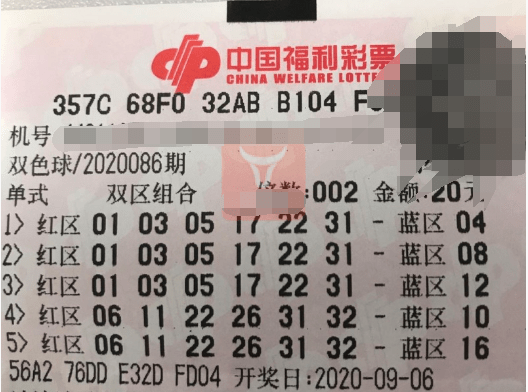 中国福利彩票
CHINA WELFARE LOTTE
357C 68F0 32AB B104
机号
双色球/2020086期
单式 双区组合 倍数:002 金额:20元
1> 红区 01 03 05 17 22 31 - 蓝区 04
2> 红区 01 03 05 17 22 31 - 蓝区 08
3> 红区 01 03 05 17 22 31 - 蓝区 12
4> 红区 06 11 22 26 31 32 - 蓝区 10
5> 红区 06 11 22 26 31 32 - 蓝区 16
56A2 76DD E32D FD04 开奖日:2020-09-06